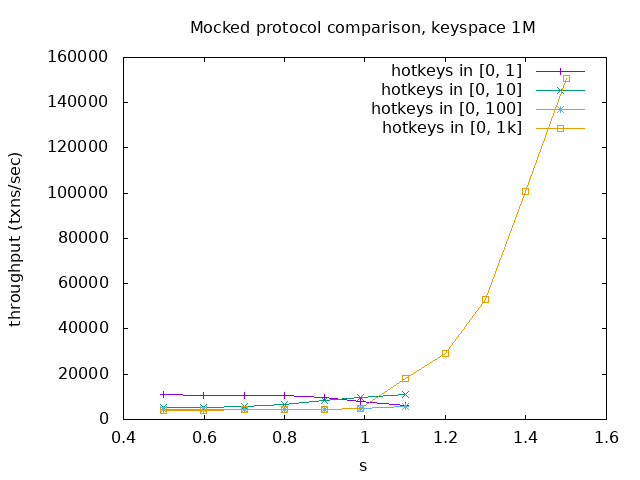 Mocked protocol comparison, keyspace 1M
hotkeys in [0, 1]
hotkeys in [0, 10]
hotkeys in [0, 100]
hotkeys in [0, 1k]
throughput (txns/sec)
160000
140000
120000
100000
80000
60000
40000
20000
0
0.4
0.6
0.8
1
1.2
1.4
1.6
s